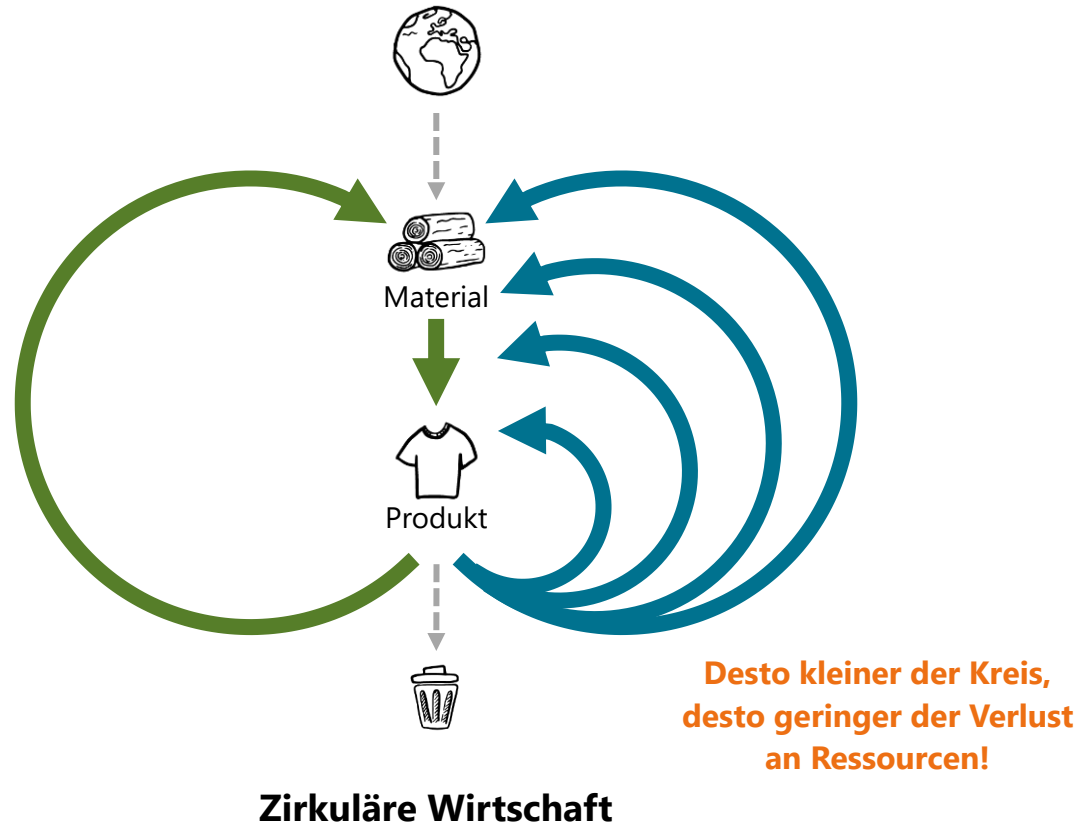 Material
Produkt
Desto kleiner der Kreis,
desto geringer der Verlust
an Ressourcen!
Zirkuläre Wirtschaft